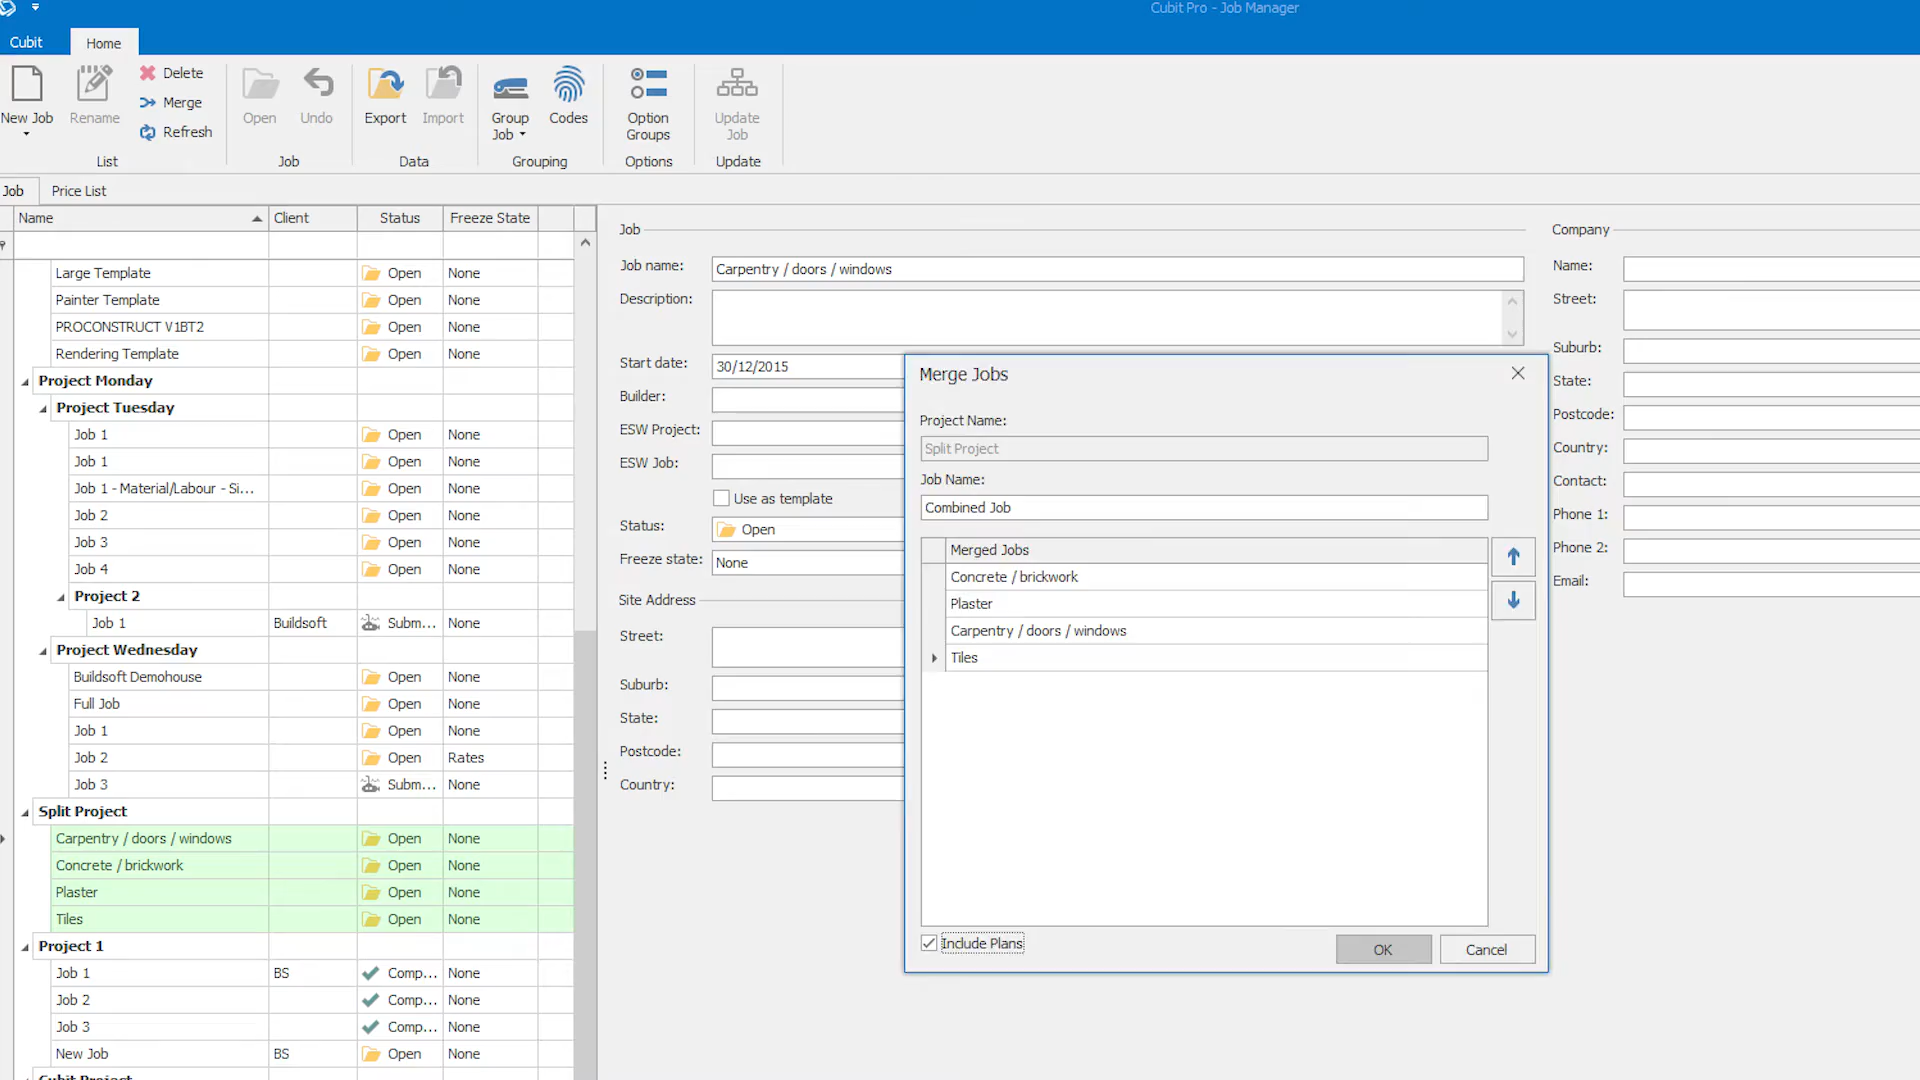 Cubit Pro - Job Manager
Cubit
Home
New Job
Rename
Delete
Merge
Refresh
List
Open
Undo
Job
Export
Import
Data
Group
Job
Codes
Grouping
Option
Groups
Options
Update
Job
Update
Job
Price List
Name
Client
Status
Freeze State
Large Template Open None
Painter Template Open None
PROCONSTRUCT V1BT2 Open None
Rendering Template Open None
Project Monday
Project Tuesday
Job 1 Open None
Job 1 Open None
Job 1 - Material/Labour - Si... Open None
Job 2 Open None
Job 3 Open None
Job 4 Open None
Project 2
Job 1 Buildsoft Subm... None
Project Wednesday
Buildsoft Demohouse Open None
Full Job Open None
Job 1 Open None
Job 2 Open Rates
Job 3 Subm... None
Split Project
Carpentry / doors / windows Open None
Concrete / brickwork Open None
Plaster Open None
Tiles Open None
Project 1
Job 1 BS Comp... None
Job 2 Comp... None
Job 3 Comp... None
New Job BS Open None
Cubit Project
Job
Job name: Carpentry / doors / windows
Description:
Start date: 30/12/2015
Builder:
ESW Project:
ESW Job:
Use as template
Status: Open
Freeze state: None
Site Address
Street:
Suburb:
State:
Postcode:
Country:
Merge Jobs
Project Name:
Split Project
Job Name:
Combined Job
Merged Jobs
Concrete / brickwork
Plaster
Carpentry / doors / windows
Tiles
Include Plans
OK
Cancel
Company
Name:
Street:
Suburb:
State:
Postcode:
Country:
Contact:
Phone 1:
Phone 2:
Email: